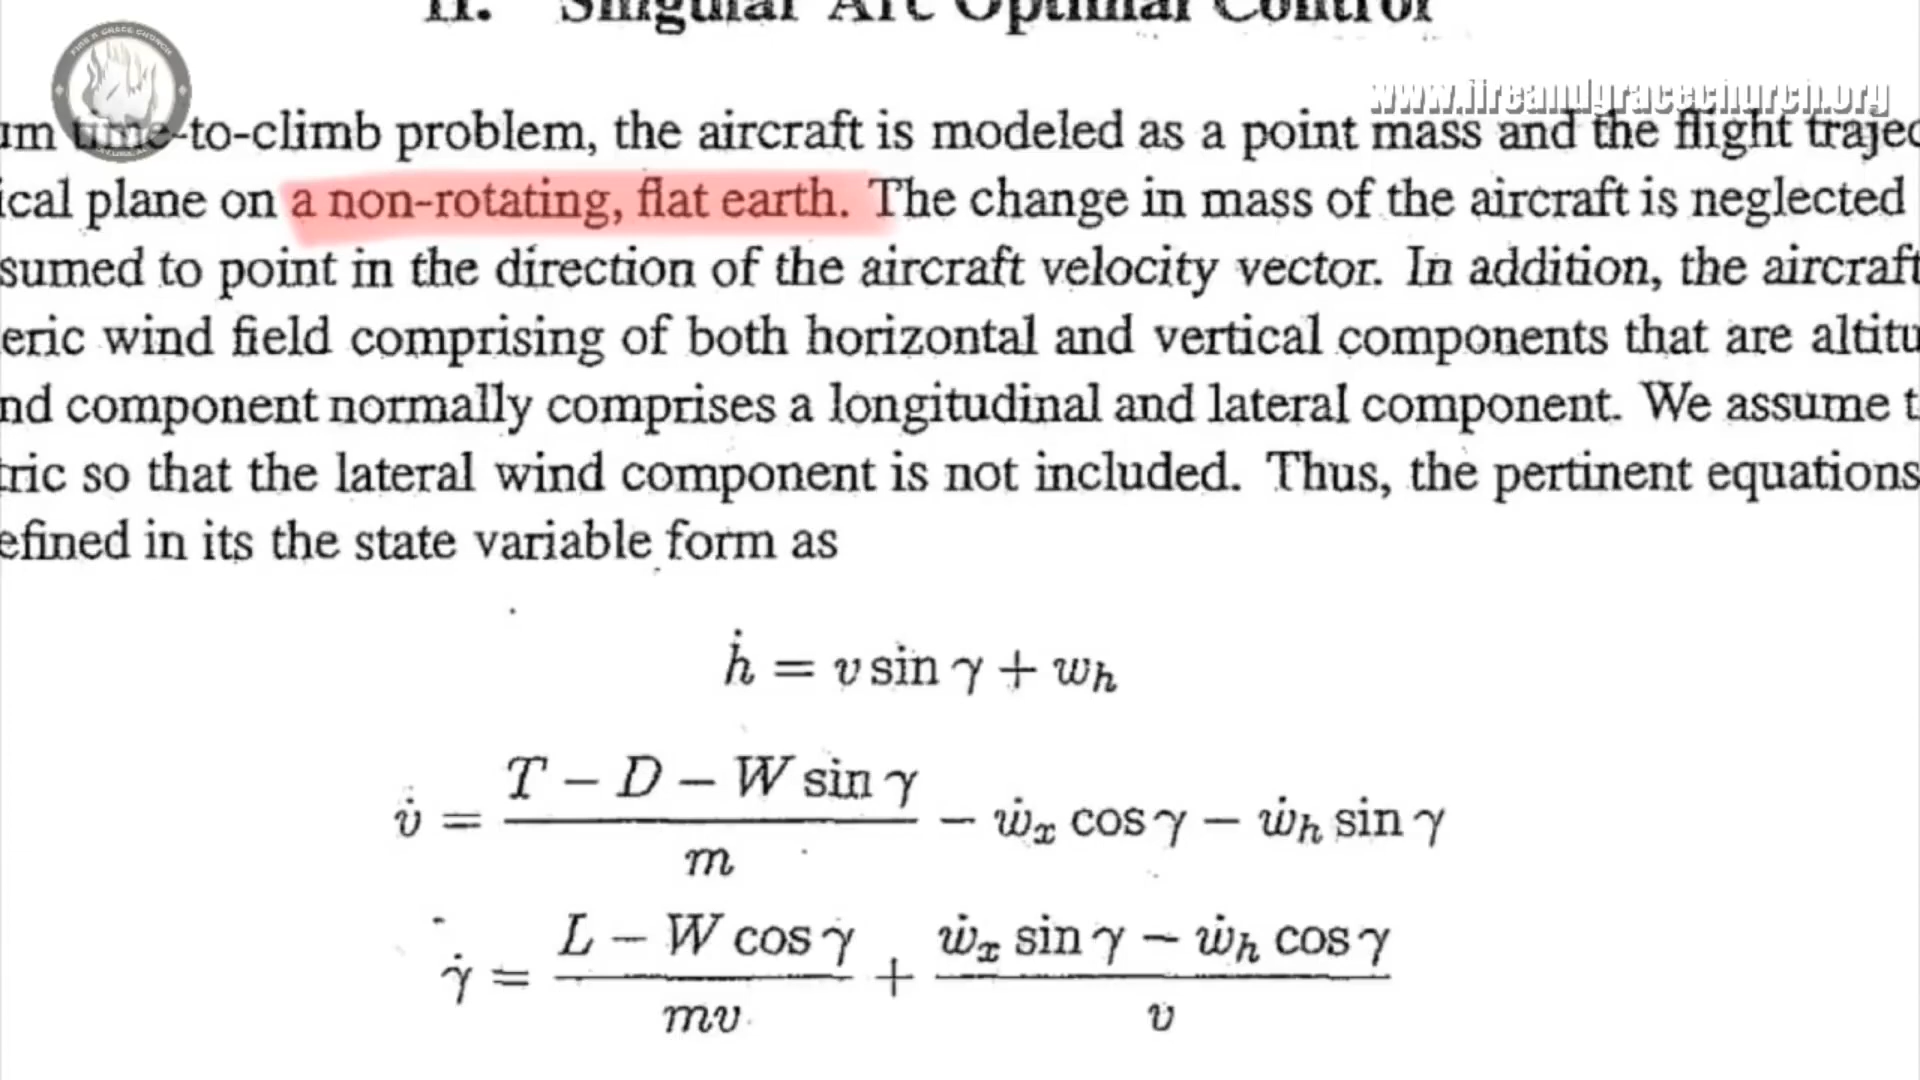 II. Singular Arc Optimal Control
www.fireandgracechurch.org
FIRE & GRACE CHURCH
um time-to-climb problem, the aircraft is modeled as a point mass and the flight trajec
ical plane on a non-rotating, flat earth. The change in mass of the aircraft is neglected
sumed to point in the direction of the aircraft velocity vector. In addition, the aircraft
eric wind field comprising of both horizontal and vertical components that are altitu
nd component normally comprises a longitudinal and lateral component. We assume t
tric so that the lateral wind component is not included. Thus, the pertinent equations
efined in its the state variable form as
ḣ = v sin γ + w_h
v̇ = (T − D − W sin γ) / m − ẇ_x cos γ − ẇ_h sin γ
γ̇ = (L − W cos γ) / mv + (ẇ_x sin γ − ẇ_h cos γ) / v